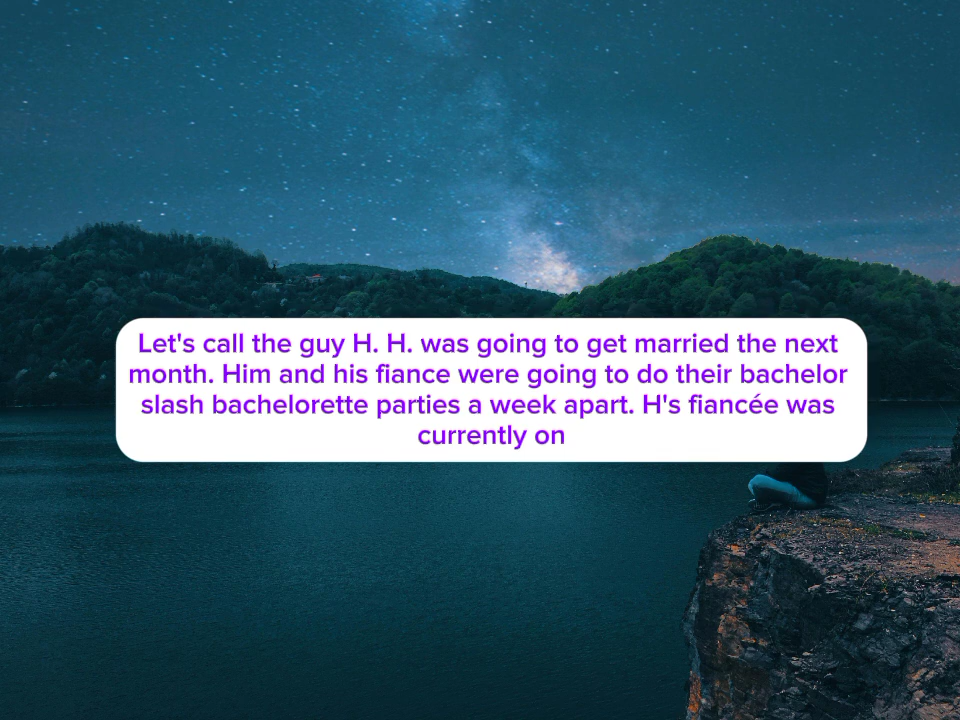 Let's call the guy H. H. was going to get married the next
month. Him and his fiance were going to do their bachelor
slash bachelorette parties a week apart. H's fiancée was
currently on